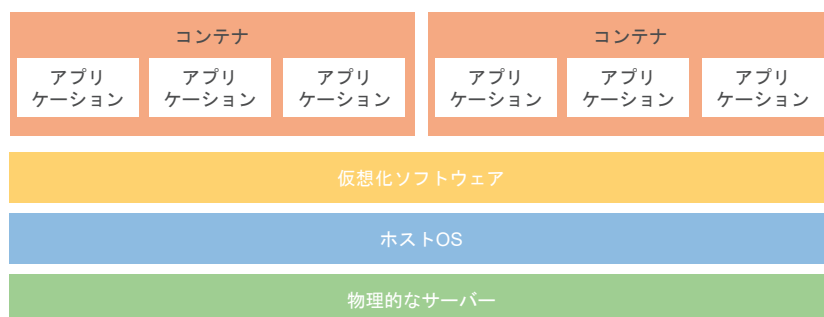 コンテナ
アプリ
ケーション
アプリ
ケーション
アプリ
ケーション
コンテナ
アプリ
ケーション
アプリ
ケーション
アプリ
ケーション
仮想化ソフトウェア
ホストOS
物理的なサーバー